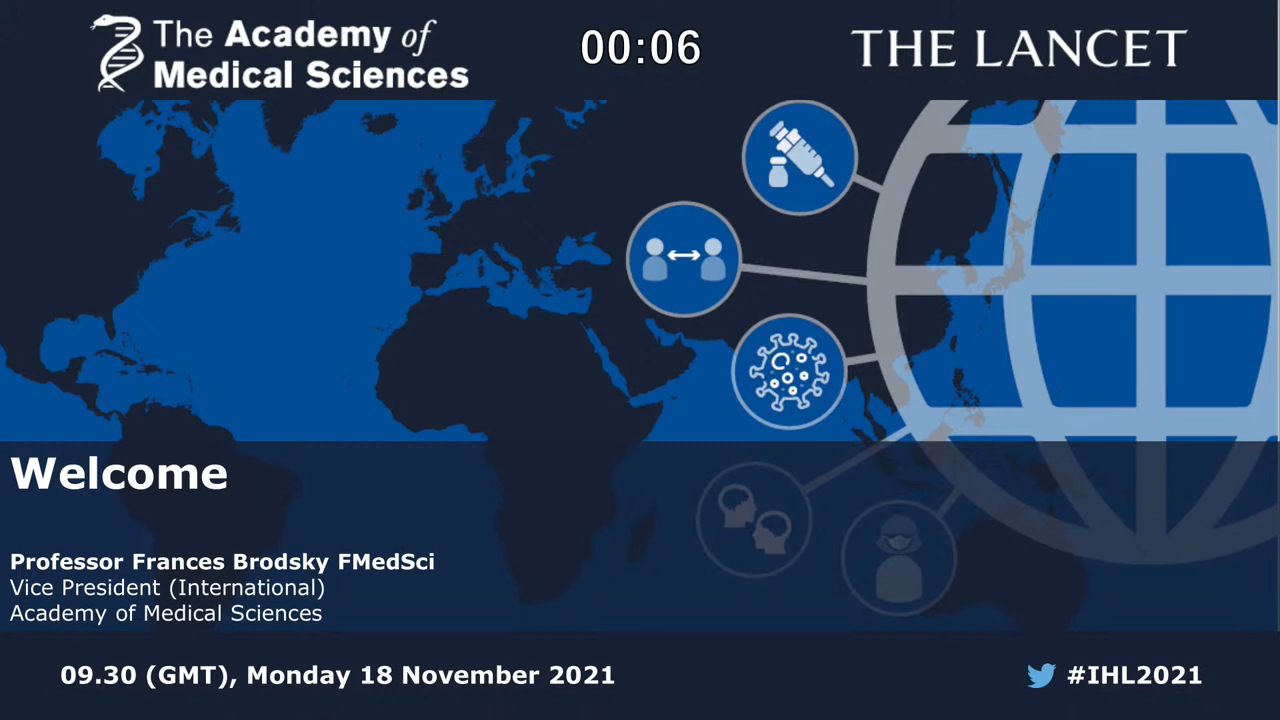 The Academy of
Medical Sciences
00:06
THE LANCET
Welcome
Professor Frances Brodsky FMedSci
Vice President (International)
Academy of Medical Sciences
09.30 (GMT), Monday 18 November 2021
#IHL2021